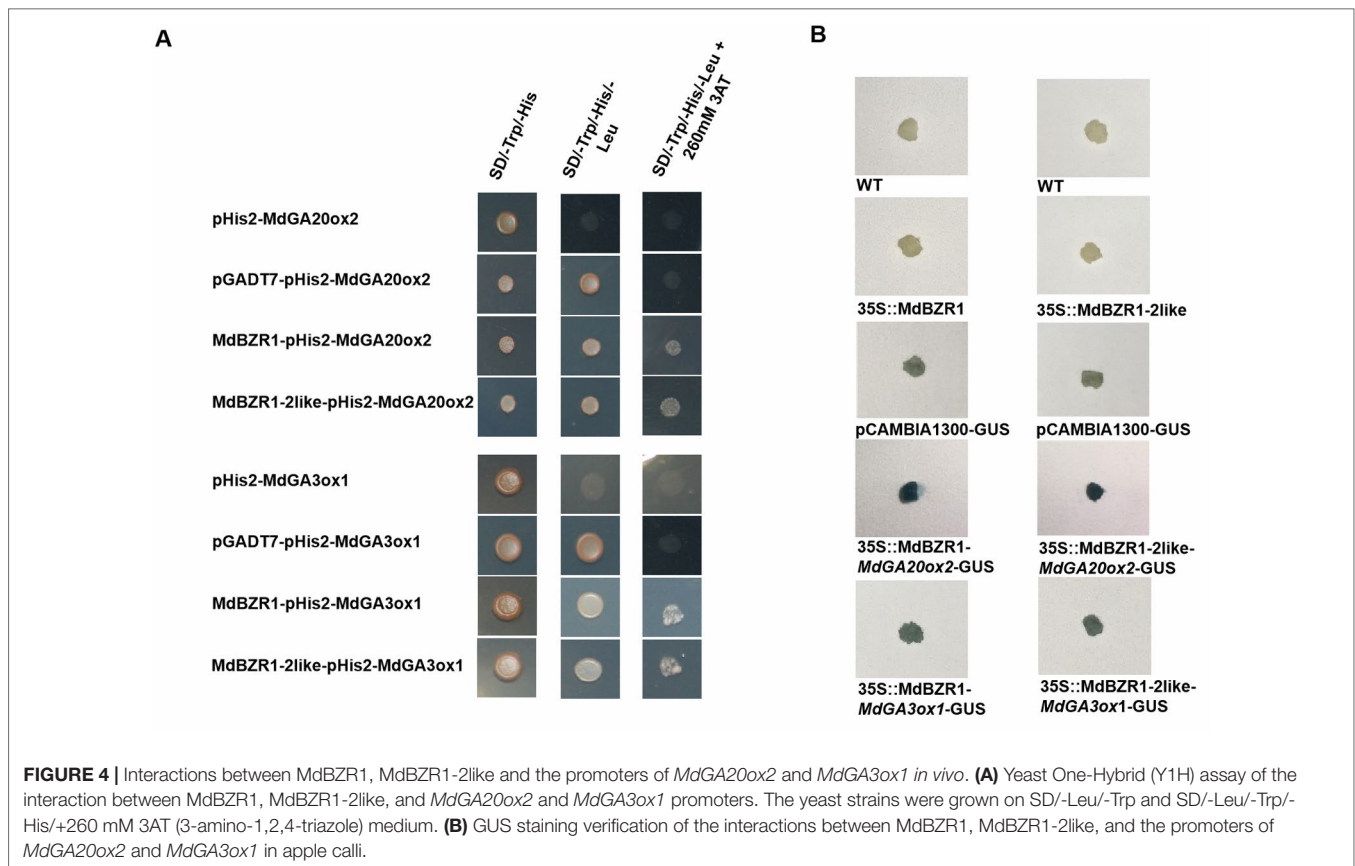 A
B
SD/-Trp/-His
SD/-Trp/-His/-
Leu
SD/-Trp/-His/-Leu +
260mM 3AT
pHis2-MdGA20ox2
pGADT7-pHis2-MdGA20ox2
MdBZR1-pHis2-MdGA20ox2
MdBZR1-2like-pHis2-MdGA20ox2
pHis2-MdGA3ox1
pGADT7-pHis2-MdGA3ox1
MdBZR1-pHis2-MdGA3ox1
MdBZR1-2like-pHis2-MdGA3ox1
WT
WT
35S::MdBZR1
35S::MdBZR1-2like
pCAMBIA1300-GUS
pCAMBIA1300-GUS
35S::MdBZR1-
MdGA20ox2-GUS
35S::MdBZR1-2like-
MdGA20ox2-GUS
35S::MdBZR1-
MdGA3ox1-GUS
35S::MdBZR1-2like-
MdGA3ox1-GUS
FIGURE 4 | Interactions between MdBZR1, MdBZR1-2like and the promoters of MdGA20ox2 and MdGA3ox1 in vivo. (A) Yeast One-Hybrid (Y1H) assay of the
interaction between MdBZR1, MdBZR1-2like, and MdGA20ox2 and MdGA3ox1 promoters. The yeast strains were grown on SD/-Leu/-Trp and SD/-Leu/-Trp/-
His/+260 mM 3AT (3-amino-1,2,4-triazole) medium. (B) GUS staining verification of the interactions between MdBZR1, MdBZR1-2like, and the promoters of
MdGA20ox2 and MdGA3ox1 in apple calli.